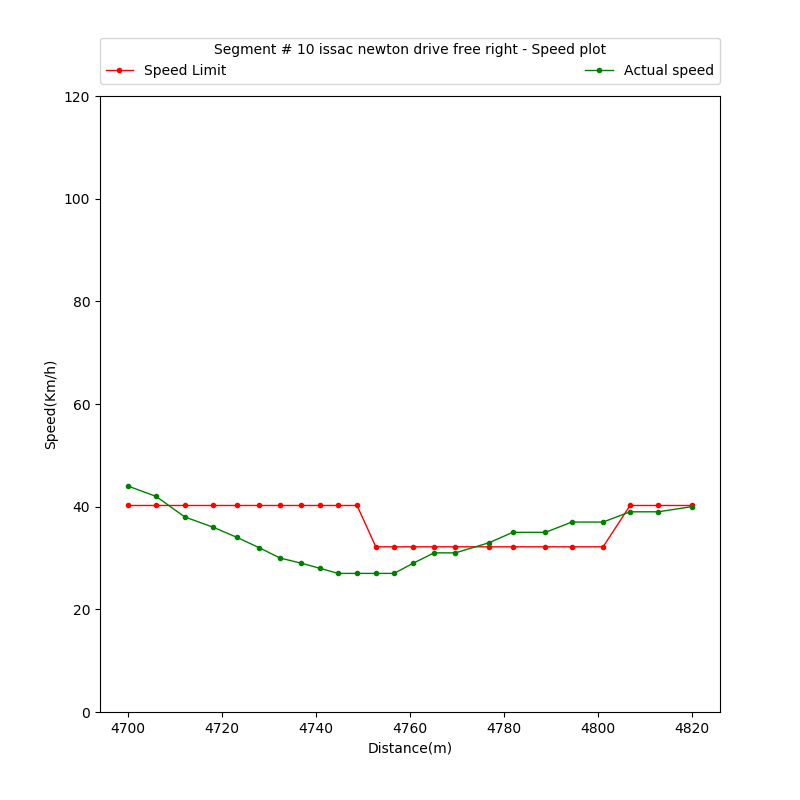 Segment # 10 issac newton drive free right - Speed plot
Speed Limit
Actual speed
120
100
80
60
40
20
0
Speed(Km/h)
4700
4720
4740
4760
4780
4800
4820
Distance(m)